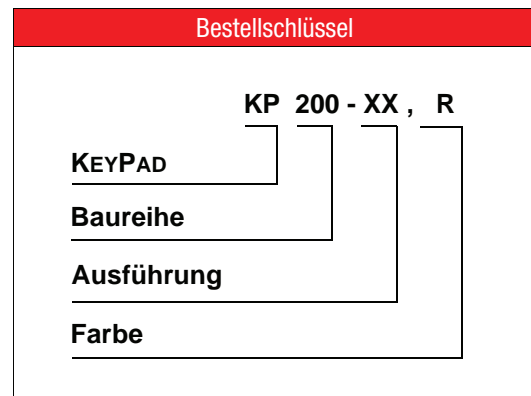 Bestellschlüssel
KP 200 - XX , R
KEYPAD
Baureihe
Ausführung
Farbe